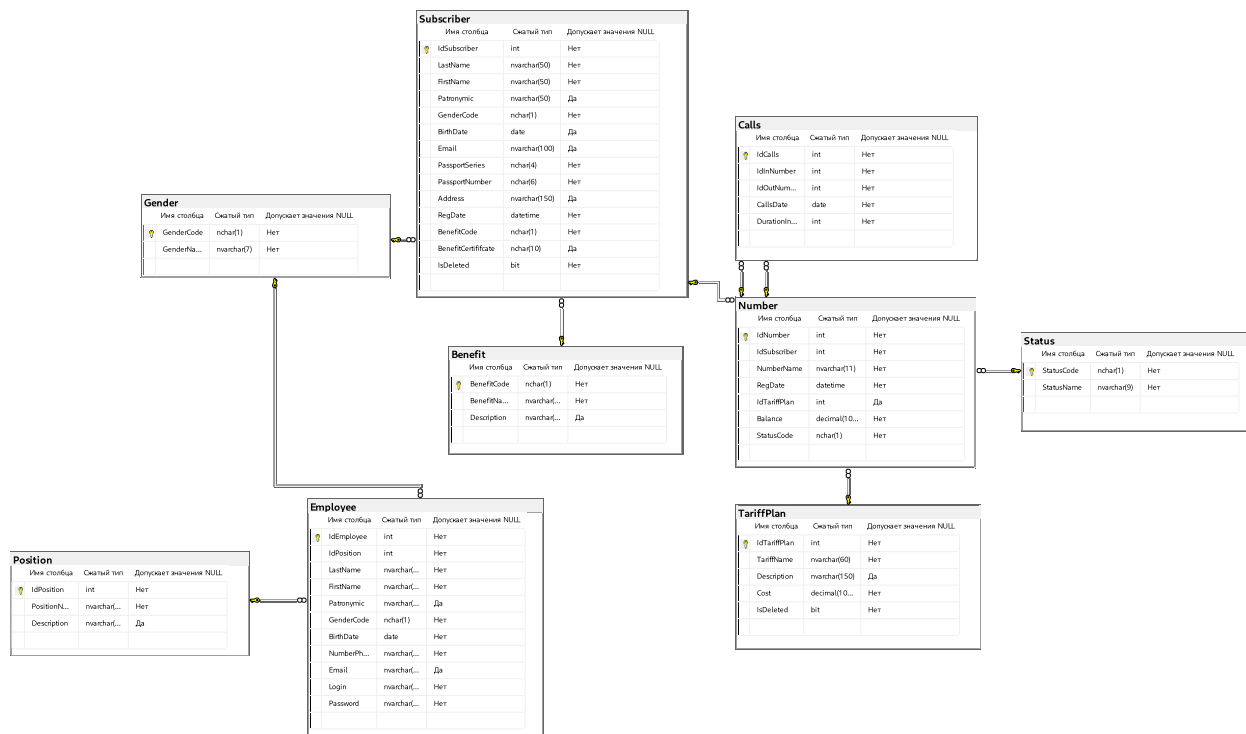 Subscriber
Имя столбца Сжатый тип Допускает значения NULL
IdSubscriber int Нет
LastName nvarchar(50) Нет
FirstName nvarchar(50) Нет
Patronymic nvarchar(50) Да
GenderCode nchar(1) Нет
BirthDate date Да
Email nvarchar(100) Да
PassportSeries nchar(4) Нет
PassportNumber nchar(6) Нет
Address nvarchar(150) Да
RegDate datetime Нет
BenefitCode nchar(1) Нет
BenefitCertififcate nchar(10) Да
IsDeleted bit Нет
Calls
Имя столбца Сжатый тип Допускает значения NULL
IdCalls int Нет
IdInNumber int Нет
IdOutNum... int Нет
CallsDate date Нет
DurationIn... int Нет
Gender
Имя столбца Сжатый тип Допускает значения NULL
GenderCode nchar(1) Нет
GenderNa... nvarchar(7) Нет
Number
Имя столбца Сжатый тип Допускает значения NULL
IdNumber int Нет
IdSubscriber int Нет
NumberName nvarchar(11) Нет
RegDate datetime Нет
IdTariffPlan int Да
Balance decimal(10... Нет
StatusCode nchar(1) Нет
Status
Имя столбца Сжатый тип Допускает значения NULL
StatusCode nchar(1) Нет
StatusName nvarchar(9) Нет
Benefit
Имя столбца Сжатый тип Допускает значения NULL
BenefitCode nchar(1) Нет
BenefitNa... nvarchar(... Нет
Description nvarchar(... Да
Employee
Имя столбца Сжатый тип Допускает значения NULL
IdEmployee int Нет
IdPosition int Нет
LastName nvarchar(... Нет
FirstName nvarchar(... Нет
Patronymic nvarchar(... Да
GenderCode nchar(1) Нет
BirthDate date Нет
NumberPh... nvarchar(... Нет
Email nvarchar(... Да
Login nvarchar(... Нет
Password nvarchar(... Нет
TariffPlan
Имя столбца Сжатый тип Допускает значения NULL
IdTariffPlan int Нет
TariffName nvarchar(60) Нет
Description nvarchar(150) Да
Cost decimal(10... Нет
IsDeleted bit Нет
Position
Имя столбца Сжатый тип Допускает значения NULL
IdPosition int Нет
PositionN... nvarchar(... Нет
Description nvarchar(... Да